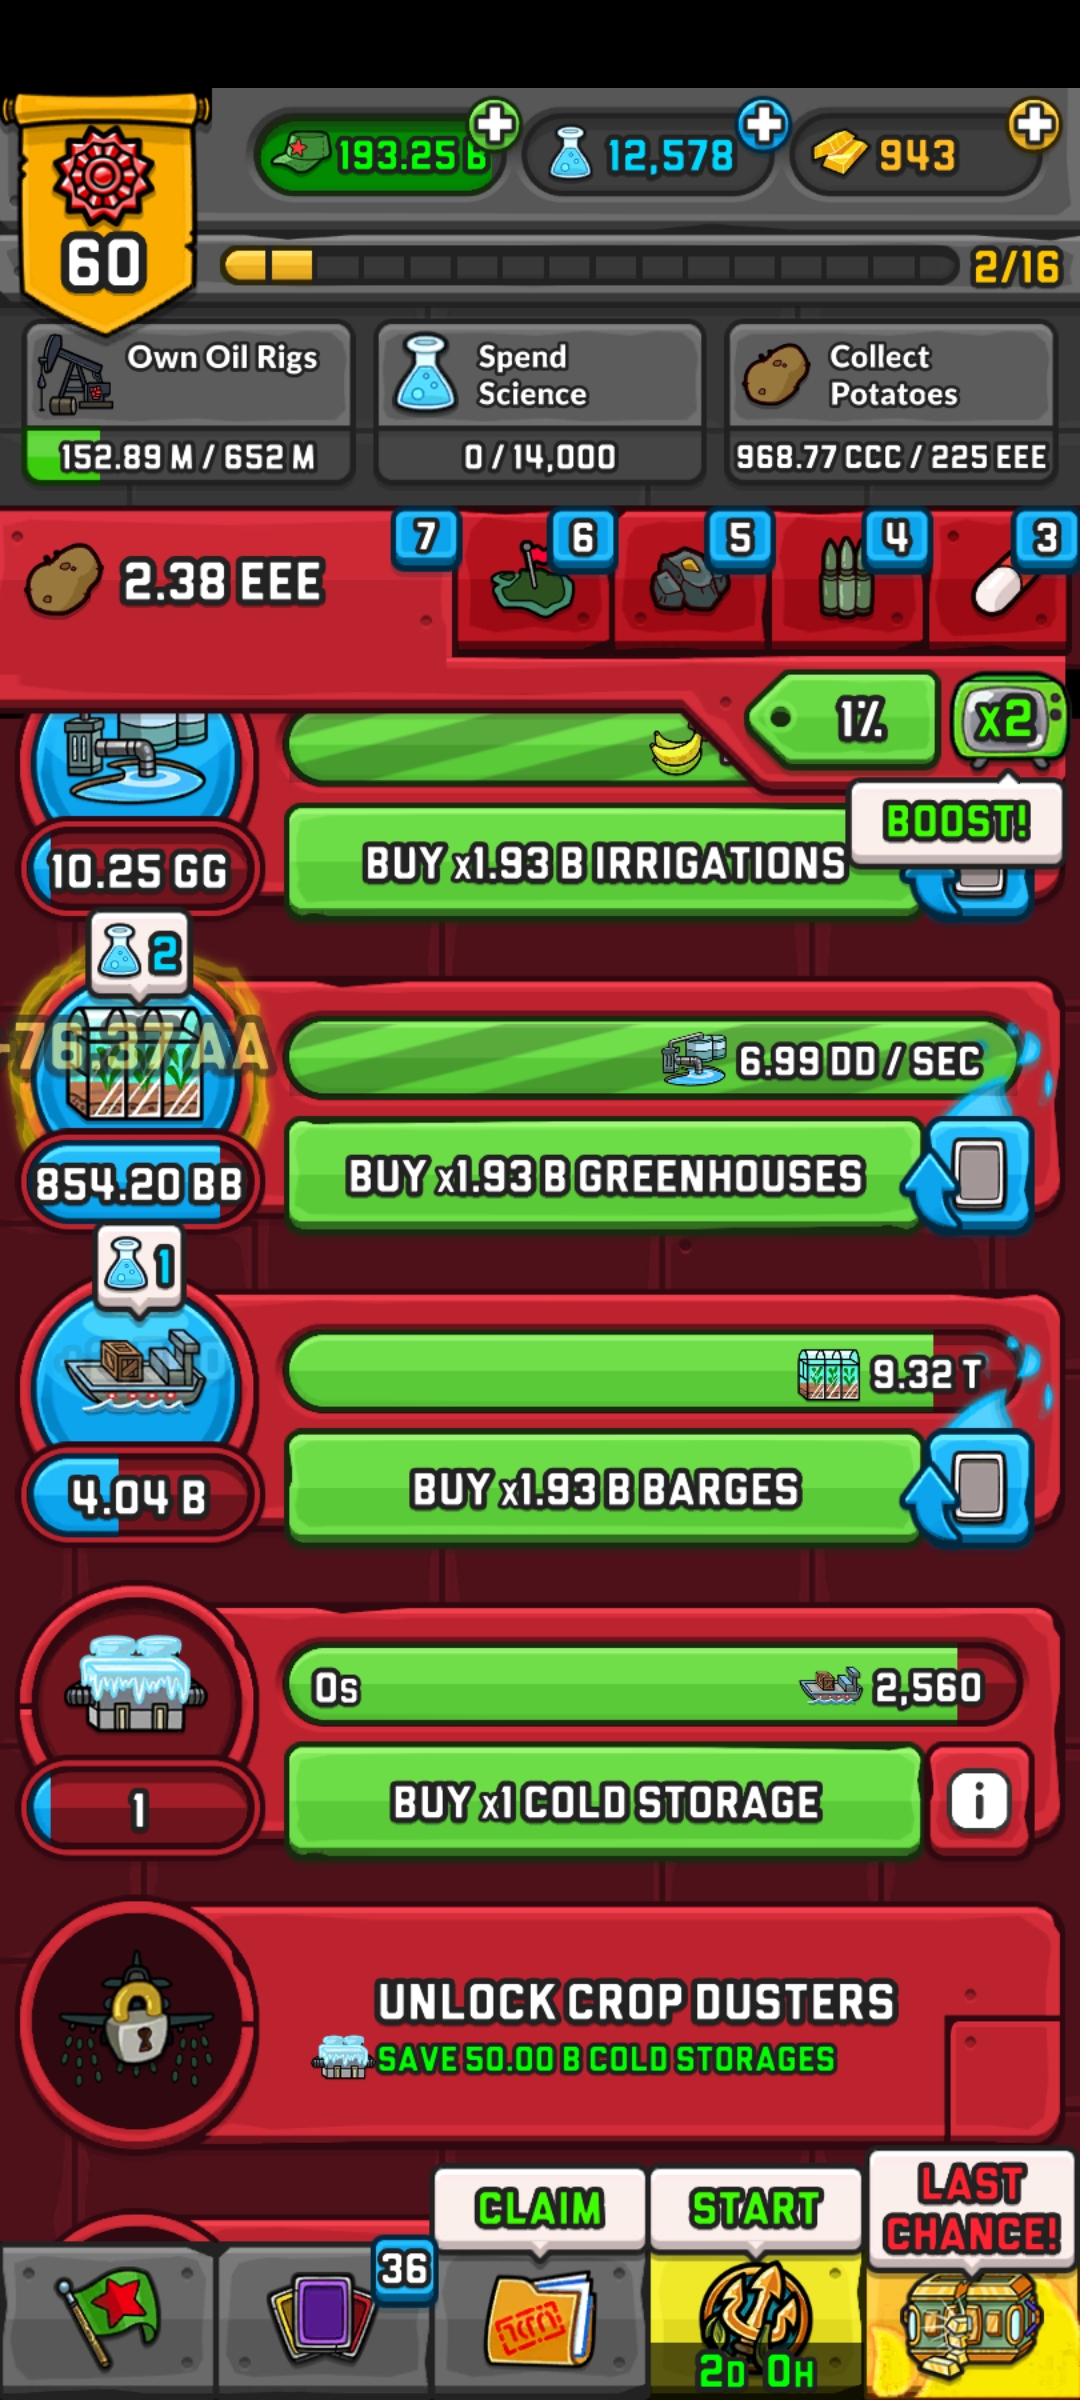 193.25 B
12,578
943
60
2/16
Own Oil Rigs
152.89 M / 652 M
Spend
Science
0 / 14,000
Collect
Potatoes
968.77 CCC / 225 EEE
2.38 EEE
7
6
5
4
3
1%
x2
BOOST!
10.25 GG
BUY x1.93 B IRRIGATIONS
2
-76.37 AA
6.99 DD / SEC
854.20 BB
BUY x1.93 B GREENHOUSES
1
9.32 T
4.04 B
BUY x1.93 B BARGES
0s
2,560
1
BUY x1 COLD STORAGE
i
UNLOCK CROP DUSTERS
SAVE 50.00 B COLD STORAGES
CLAIM
START
LAST
CHANCE!
36
2D 0H